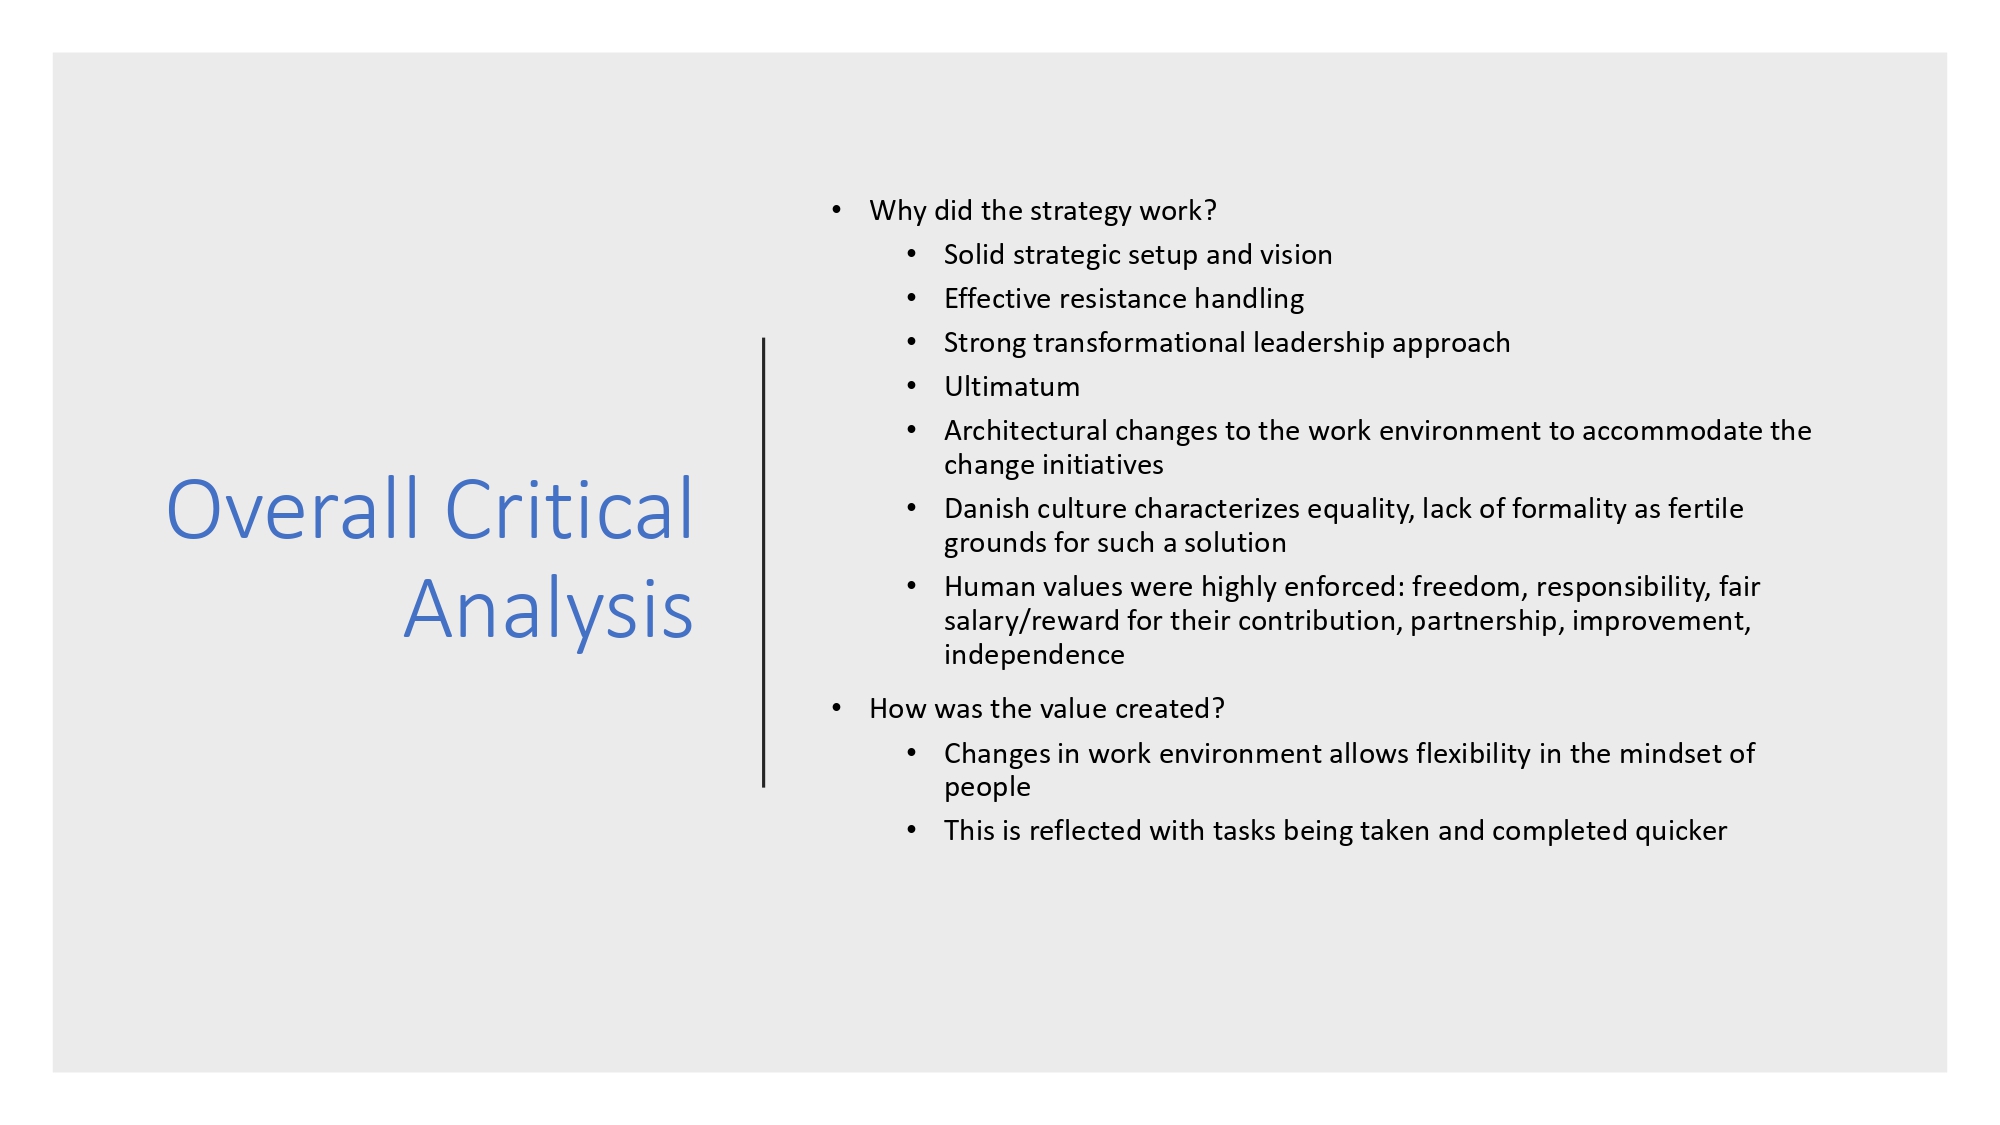 Overall Critical
Analysis
• Why did the strategy work?
• Solid strategic setup and vision
• Effective resistance handling
• Strong transformational leadership approach
• Ultimatum
• Architectural changes to the work environment to accommodate the
change initiatives
• Danish culture characterizes equality, lack of formality as fertile
grounds for such a solution
• Human values were highly enforced: freedom, responsibility, fair
salary/reward for their contribution, partnership, improvement,
independence
• How was the value created?
• Changes in work environment allows flexibility in the mindset of
people
• This is reflected with tasks being taken and completed quicker